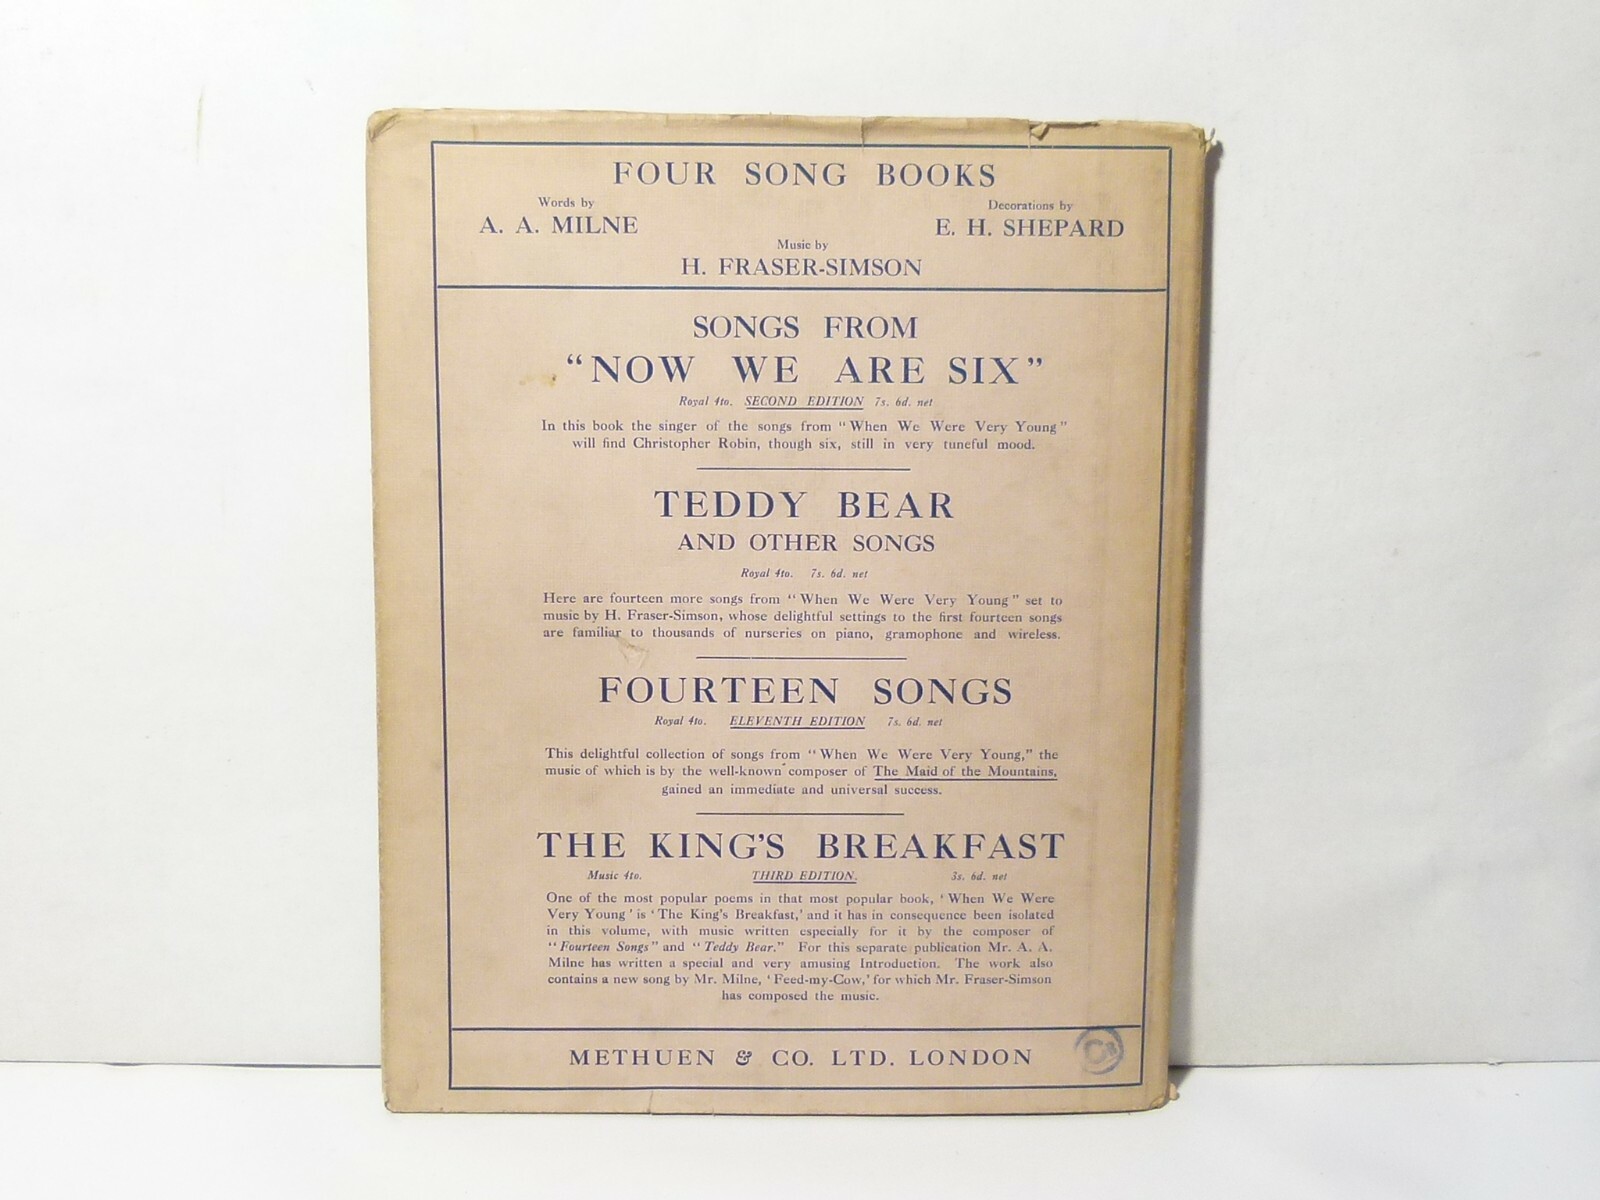 FOUR SONG BOOKS
Words by
A. A. MILNE
Decorations by
E. H. SHEPARD
Music by
H. FRASER-SIMSON
SONGS FROM
“NOW WE ARE SIX”
Royal 4to. SECOND EDITION 7s. 6d. net
In this book the singer of the songs from “When We Were Very Young”
will find Christopher Robin, though six, still in very tuneful mood.
TEDDY BEAR
AND OTHER SONGS
Royal 4to. 7s. 6d. net
Here are fourteen more songs from “When We Were Very Young” set to
music by H. Fraser-Simson, whose delightful settings to the first fourteen songs
are familiar to thousands of nurseries on piano, gramophone and wireless.
FOURTEEN SONGS
Royal 4to. ELEVENTH EDITION 7s. 6d. net
This delightful collection of songs from “When We Were Very Young,” the
music of which is by the well-known composer of The Maid of the Mountains,
gained an immediate and universal success.
THE KING’S BREAKFAST
Music 4to. THIRD EDITION. 3s. 6d. net
One of the most popular poems in that most popular book, ‘When We Were
Very Young’ is ‘The King’s Breakfast,’ and it has in consequence been isolated
in this volume, with music written especially for it by the composer of
“Fourteen Songs” and “Teddy Bear.” For this separate publication Mr. A. A.
Milne has written a special and very amusing Introduction. The work also
contains a new song by Mr. Milne, ‘Feed-my-Cow,’ for which Mr. Fraser-Simson
has composed the music.
METHUEN & CO. LTD. LONDON